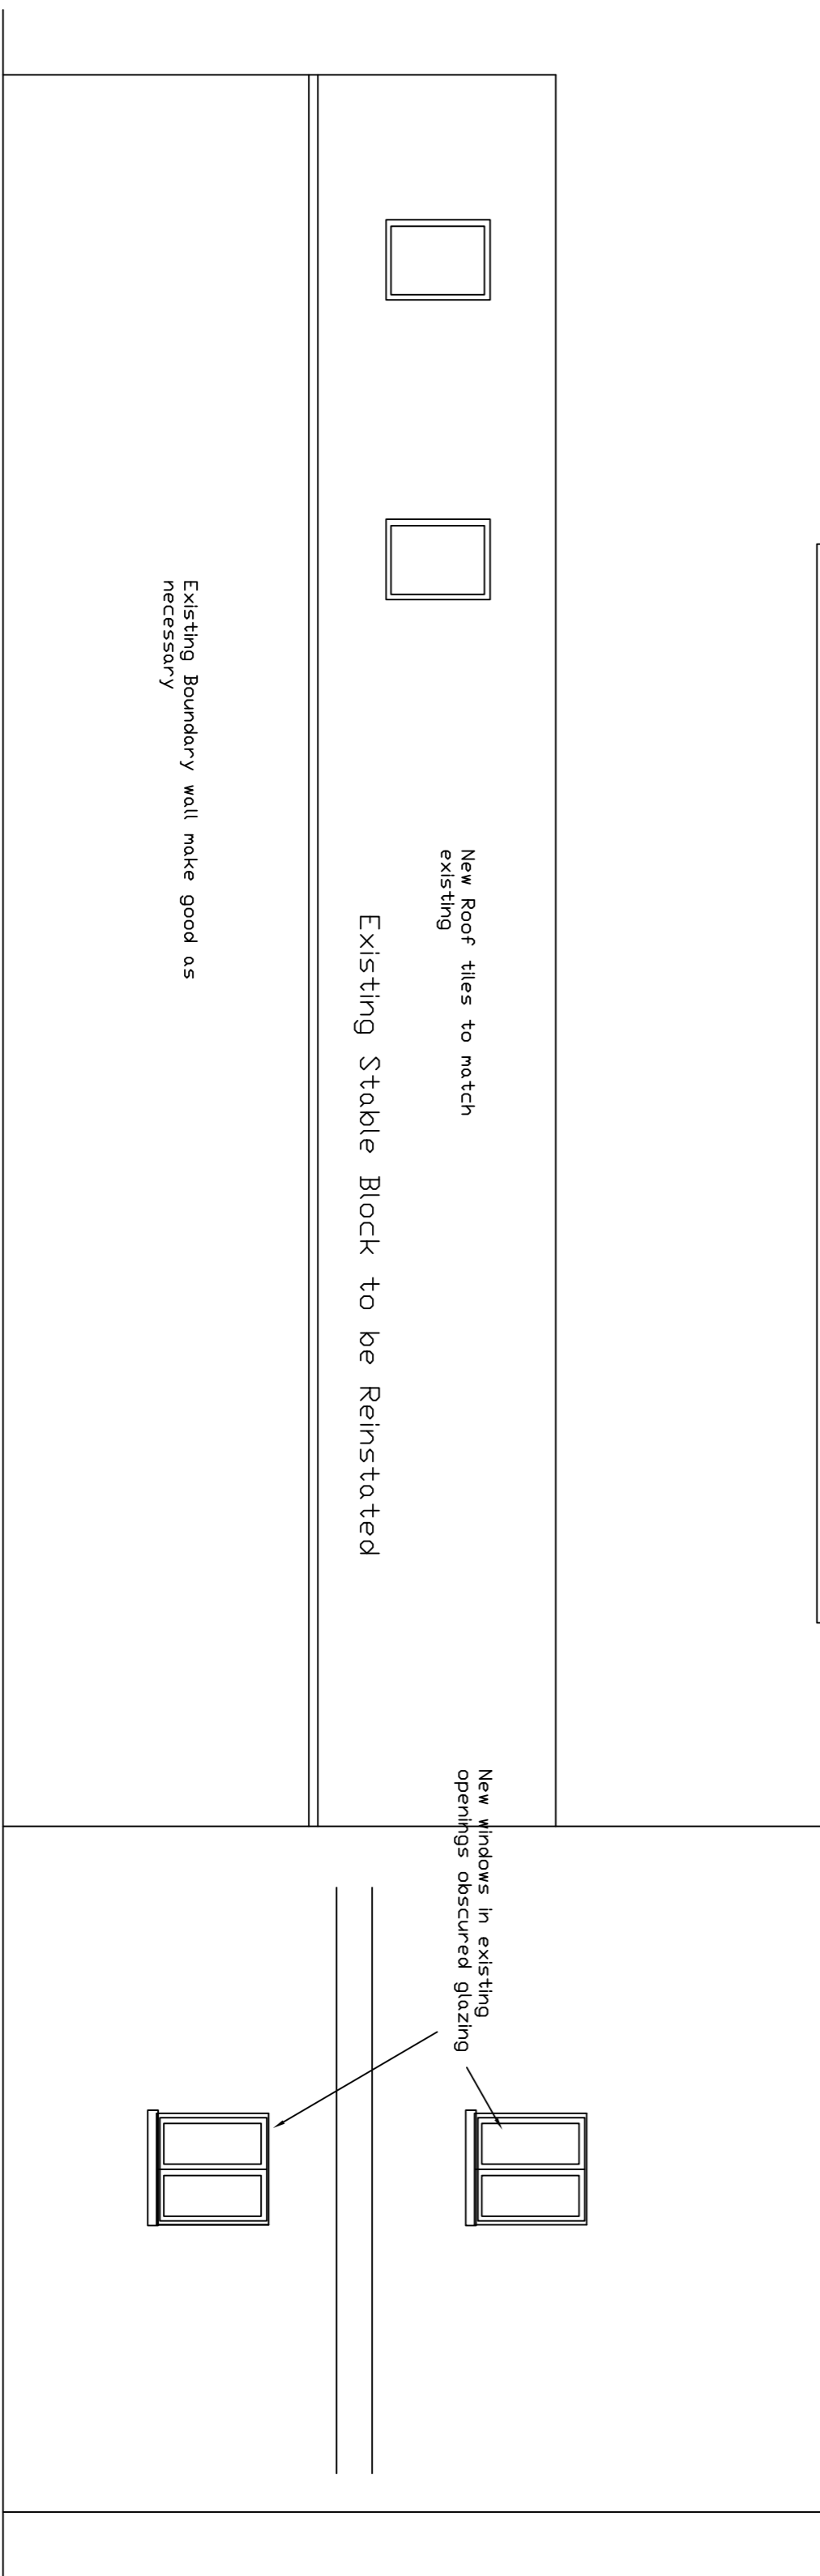 Existing Boundary wall make good as
necessary
New Roof tiles to match
existing
Existing Stable Block to be Reinstated
New windows in existing
openings obscured glazing